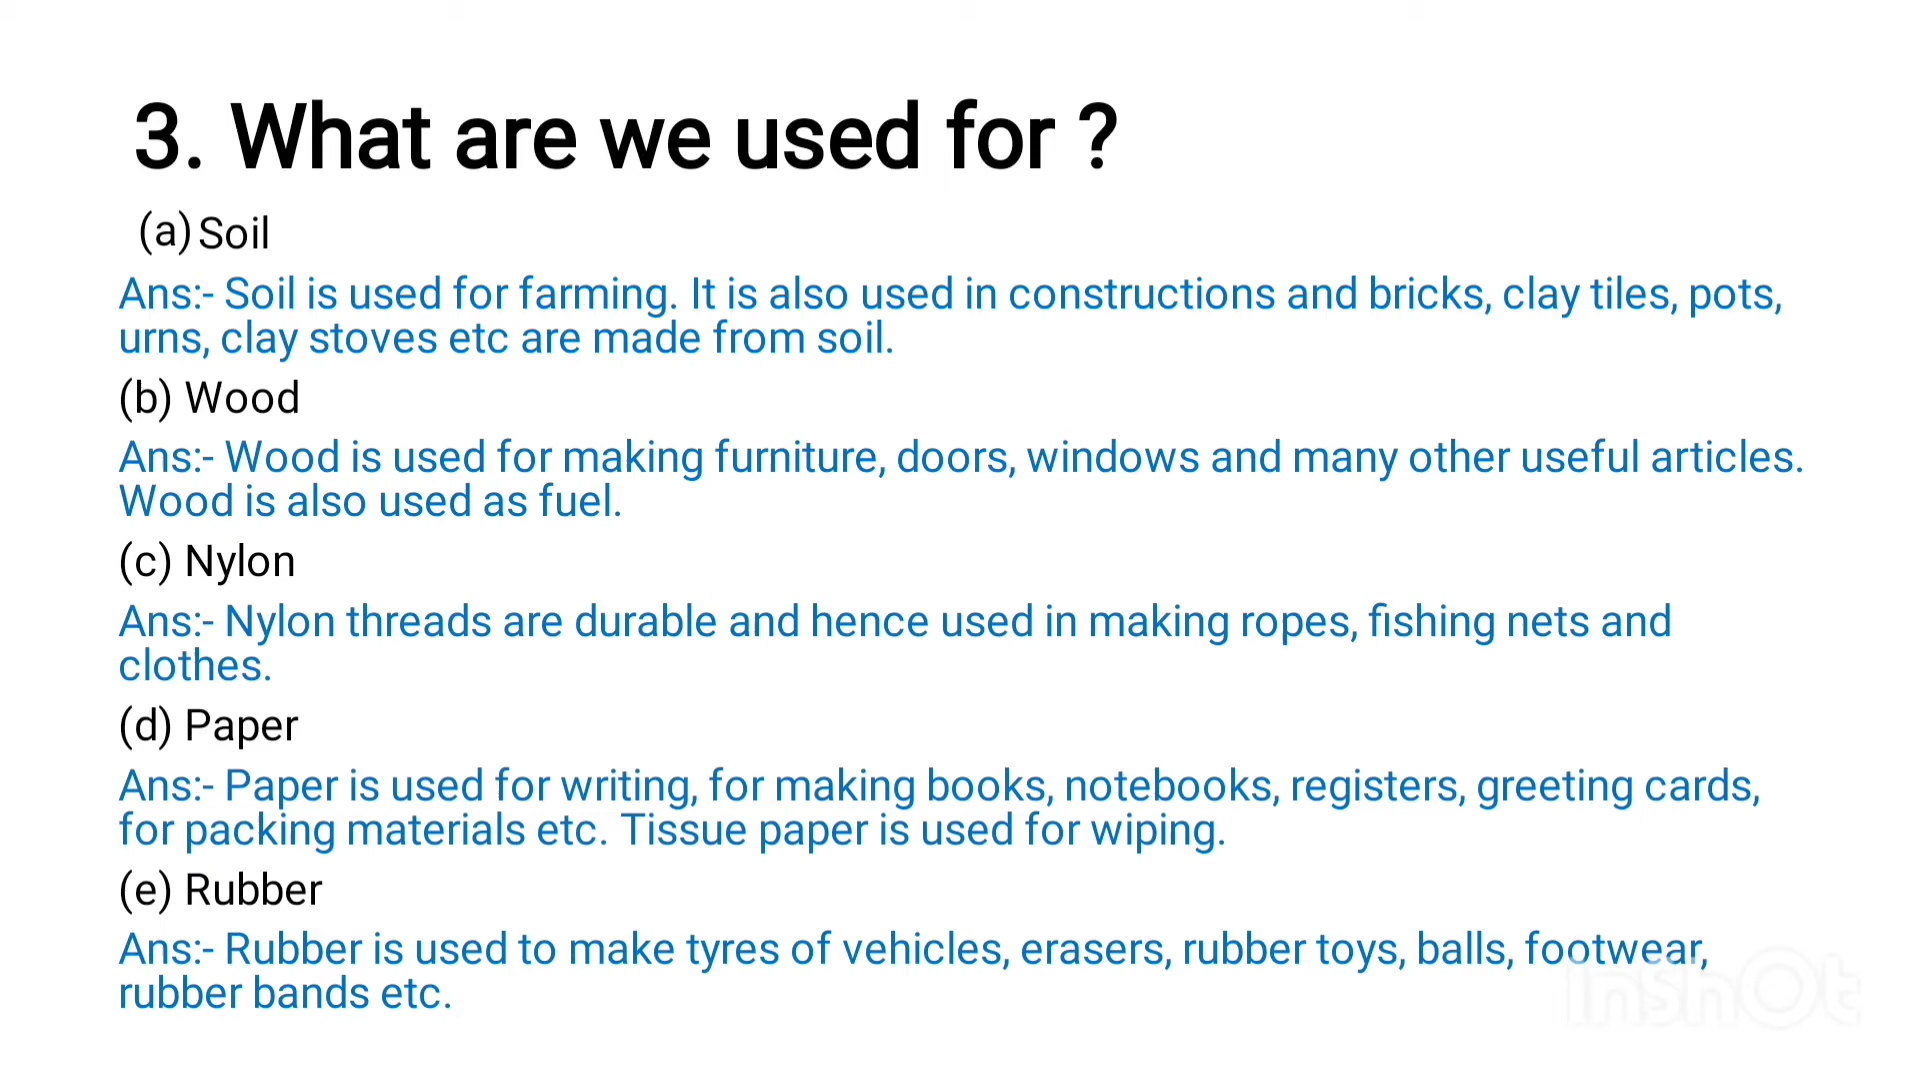 3. What are we used for ?
(a) Soil
Ans:- Soil is used for farming. It is also used in constructions and bricks, clay tiles, pots,
urns, clay stoves etc are made from soil.
(b) Wood
Ans:- Wood is used for making furniture, doors, windows and many other useful articles.
Wood is also used as fuel.
(c) Nylon
Ans:- Nylon threads are durable and hence used in making ropes, fishing nets and
clothes.
(d) Paper
Ans:- Paper is used for writing, for making books, notebooks, registers, greeting cards,
for packing materials etc. Tissue paper is used for wiping.
(e) Rubber
Ans:- Rubber is used to make tyres of vehicles, erasers, rubber toys, balls, footwear,
rubber bands etc.
InShOt